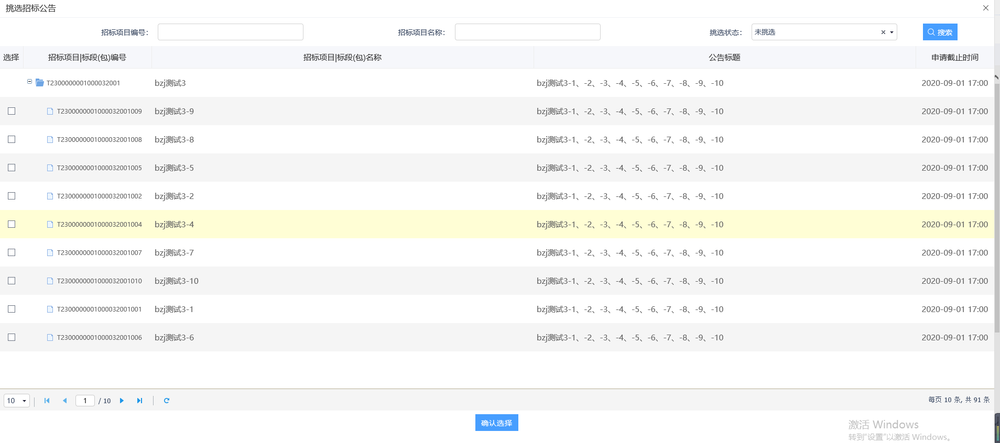 挑选招标公告
招标项目编号：
招标项目名称：
挑选状态： 未挑选
搜索
选择 招标项目|标段(包)编号 招标项目|标段(包)名称 公告标题 申请截止时间
T2300000001000032001 bzj测试3 bzj测试3-1、-2、-3、-4、-5、-6、-7、-8、-9、-10 2020-09-01 17:00
T2300000001000032001009 bzj测试3-9 bzj测试3-1、-2、-3、-4、-5、-6、-7、-8、-9、-10 2020-09-01 17:00
T2300000001000032001008 bzj测试3-8 bzj测试3-1、-2、-3、-4、-5、-6、-7、-8、-9、-10 2020-09-01 17:00
T2300000001000032001005 bzj测试3-5 bzj测试3-1、-2、-3、-4、-5、-6、-7、-8、-9、-10 2020-09-01 17:00
T2300000001000032001002 bzj测试3-2 bzj测试3-1、-2、-3、-4、-5、-6、-7、-8、-9、-10 2020-09-01 17:00
T2300000001000032001004 bzj测试3-4 bzj测试3-1、-2、-3、-4、-5、-6、-7、-8、-9、-10 2020-09-01 17:00
T2300000001000032001007 bzj测试3-7 bzj测试3-1、-2、-3、-4、-5、-6、-7、-8、-9、-10 2020-09-01 17:00
T2300000001000032001010 bzj测试3-10 bzj测试3-1、-2、-3、-4、-5、-6、-7、-8、-9、-10 2020-09-01 17:00
T2300000001000032001001 bzj测试3-1 bzj测试3-1、-2、-3、-4、-5、-6、-7、-8、-9、-10 2020-09-01 17:00
T2300000001000032001006 bzj测试3-6 bzj测试3-1、-2、-3、-4、-5、-6、-7、-8、-9、-10 2020-09-01 17:00
10 1 / 10 每页 10 条, 共 91 条
确认选择
激活 Windows
转到“设置”以激活 Windows。